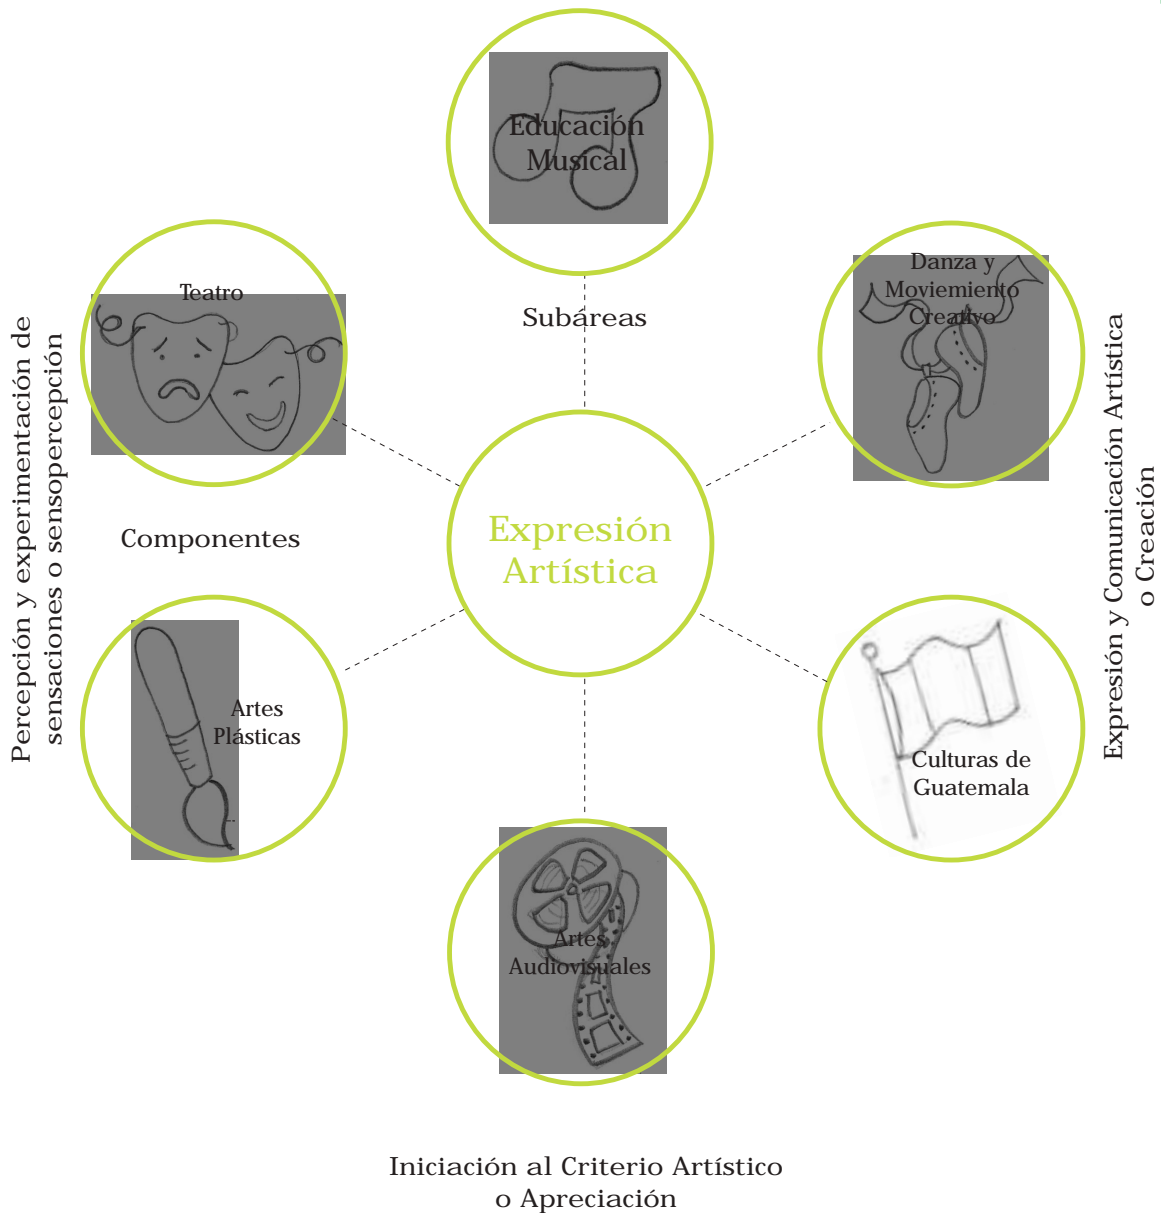 Educación
Musical
Danza y
Moviemiento
Creativo
Teatro
Subáreas
Percepción y experimentación de
sensaciones o sensopercepción
Expresión y Comunicación Artística
o Creación
Componentes
Expresión
Artística
Artes
Plásticas
Culturas de
Guatemala
Artes
Audiovisuales
Iniciación al Criterio Artístico
o Apreciación